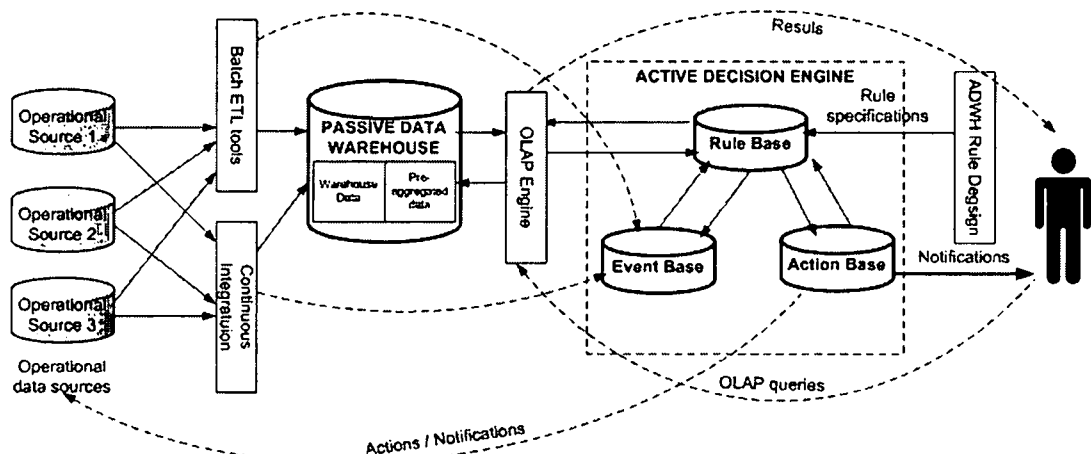 Operational
Source 1
Operational
Source 2
Operational
Source 3
Operational
data sources
Batch ETL tools
Continuous
Integratuion
PASSIVE DATA
WAREHOUSE
Warehouse
Data
Pre-
aggregated
data
OLAP Engine
ACTIVE DECISION ENGINE
Rule Base
Event Base
Action Base
Rule
specifications
ADWH Rule Degsign
Resuls
Notifications
OLAP queries
Actions / Notifications